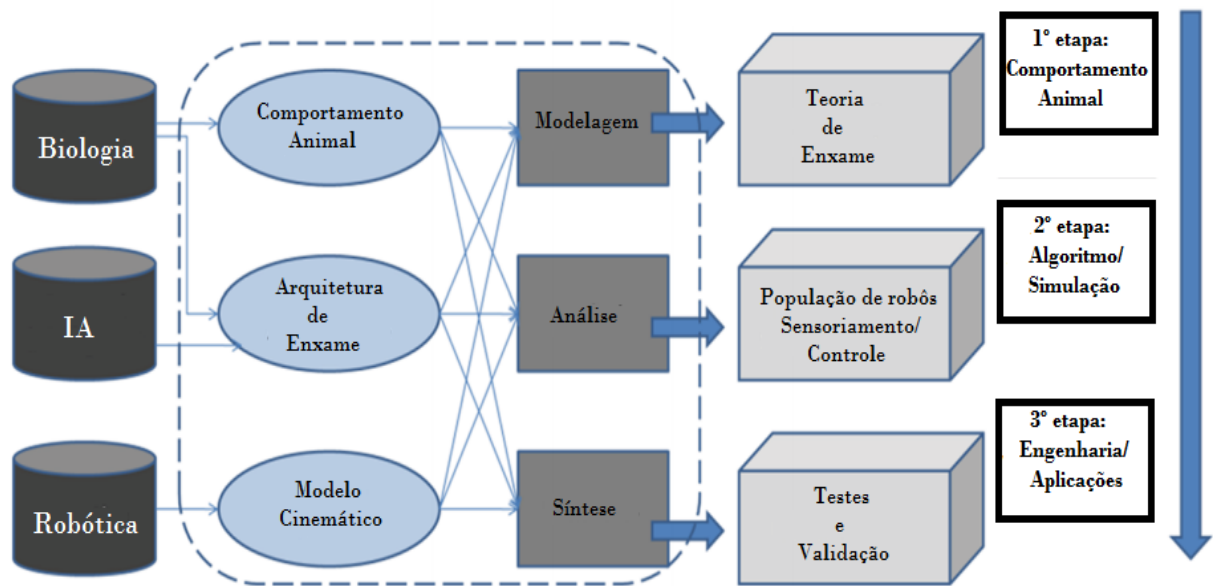 Biologia
IA
Robótica
Comportamento
Animal
Arquitetura
de
Enxame
Modelo
Cinemático
Modelagem
Análise
Síntese
Teoria
de
Enxame
População de robôs
Sensoriamento/
Controle
Testes
e
Validação
1° etapa:
Comportamento
Animal
2° etapa:
Algoritmo/
Simulação
3° etapa:
Engenharia/
Aplicações